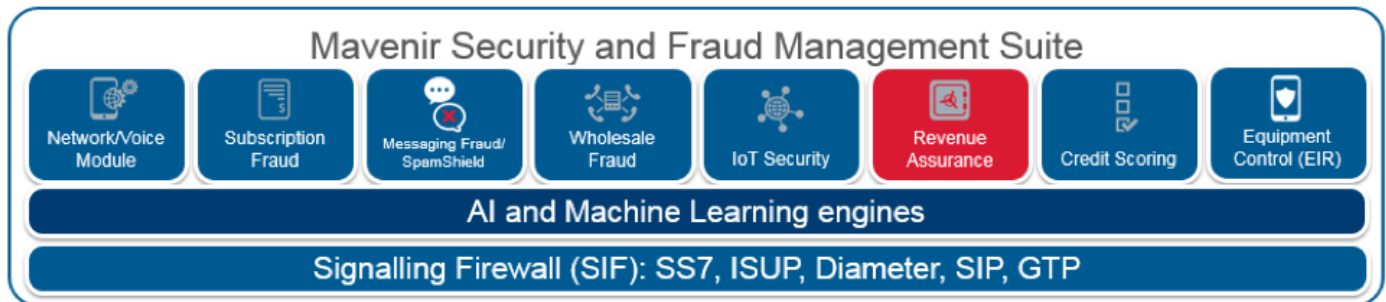 Mavenir Security and Fraud Management Suite
Network/Voice
Module
Subscription
Fraud
Messaging Fraud/
SpamShield
Wholesale
Fraud
IoT Security
Revenue
Assurance
Credit Scoring
Equipment
Control (EIR)
AI and Machine Learning engines
Signalling Firewall (SIF): SS7, ISUP, Diameter, SIP, GTP